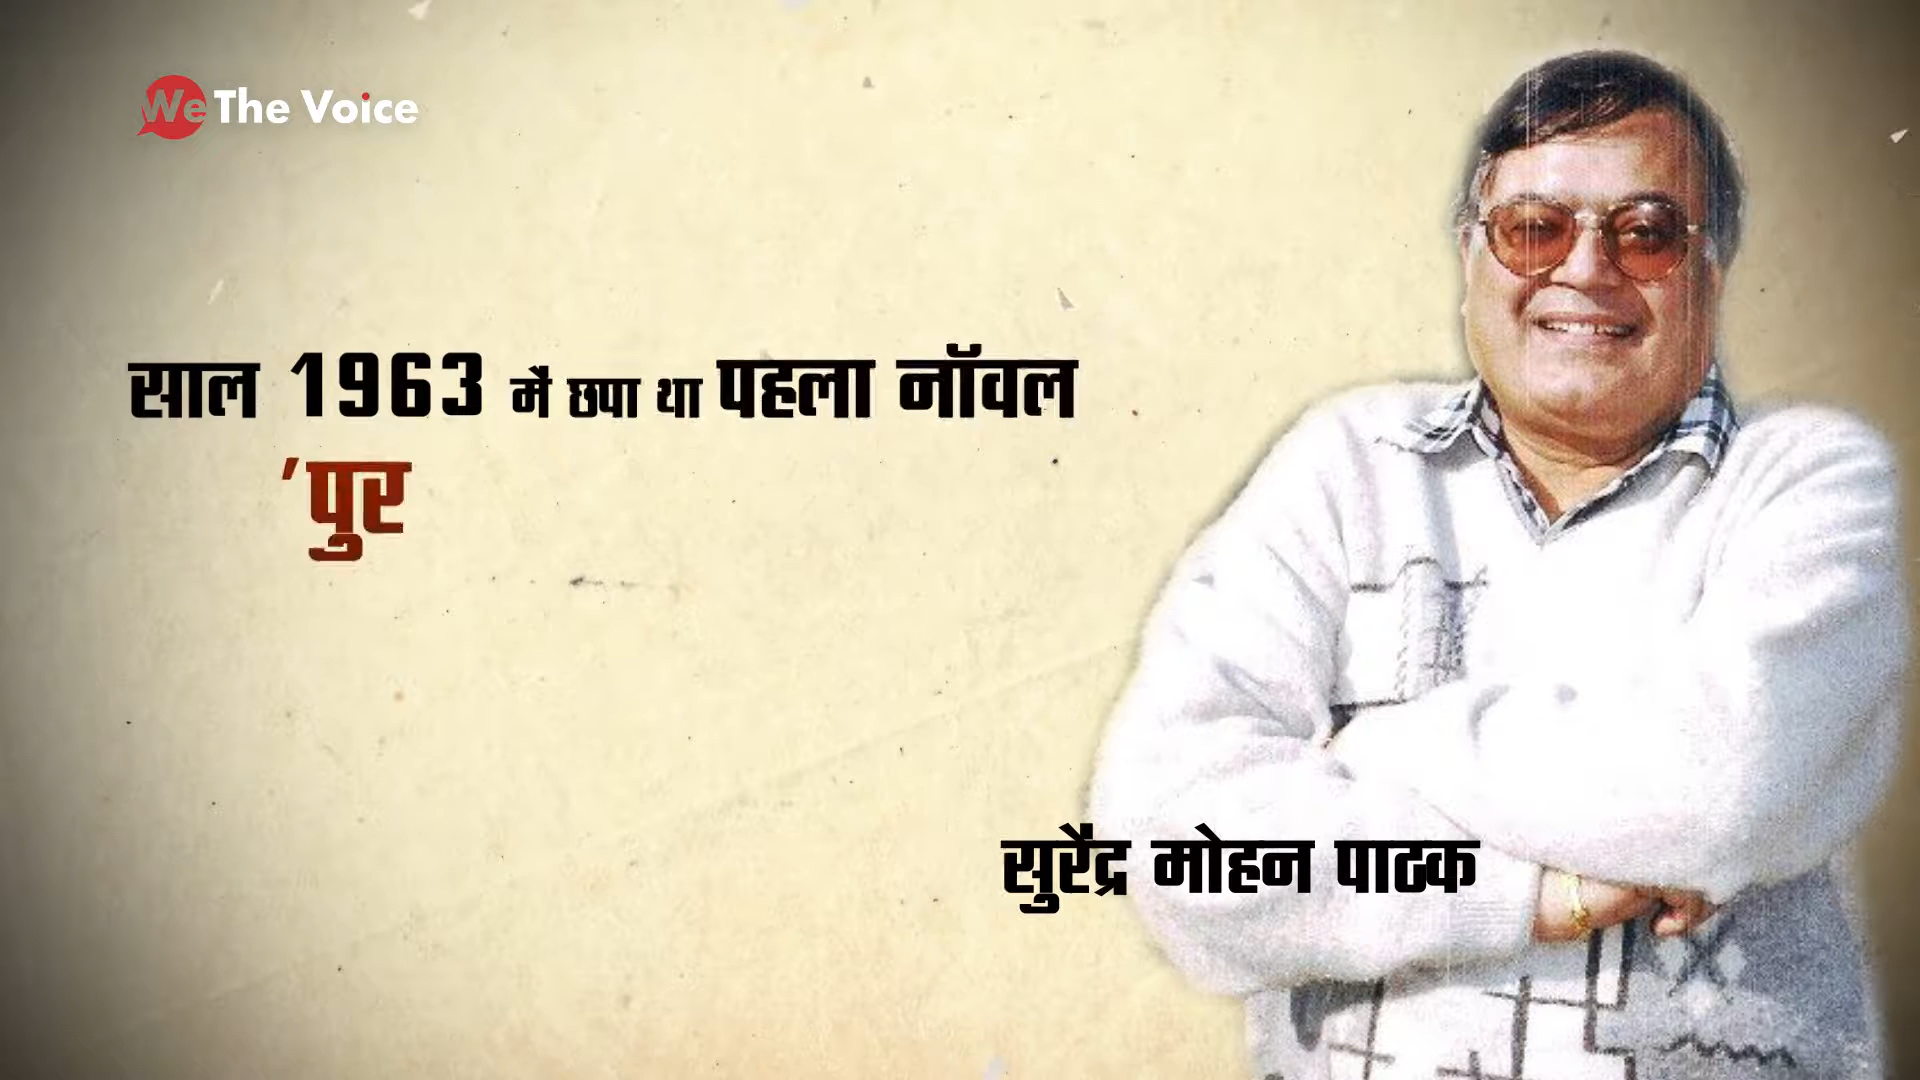 We The Voice
साल 1963 में छपा था पहला नॉवल
'पुर
सुरेंद्र मोहन पाठक